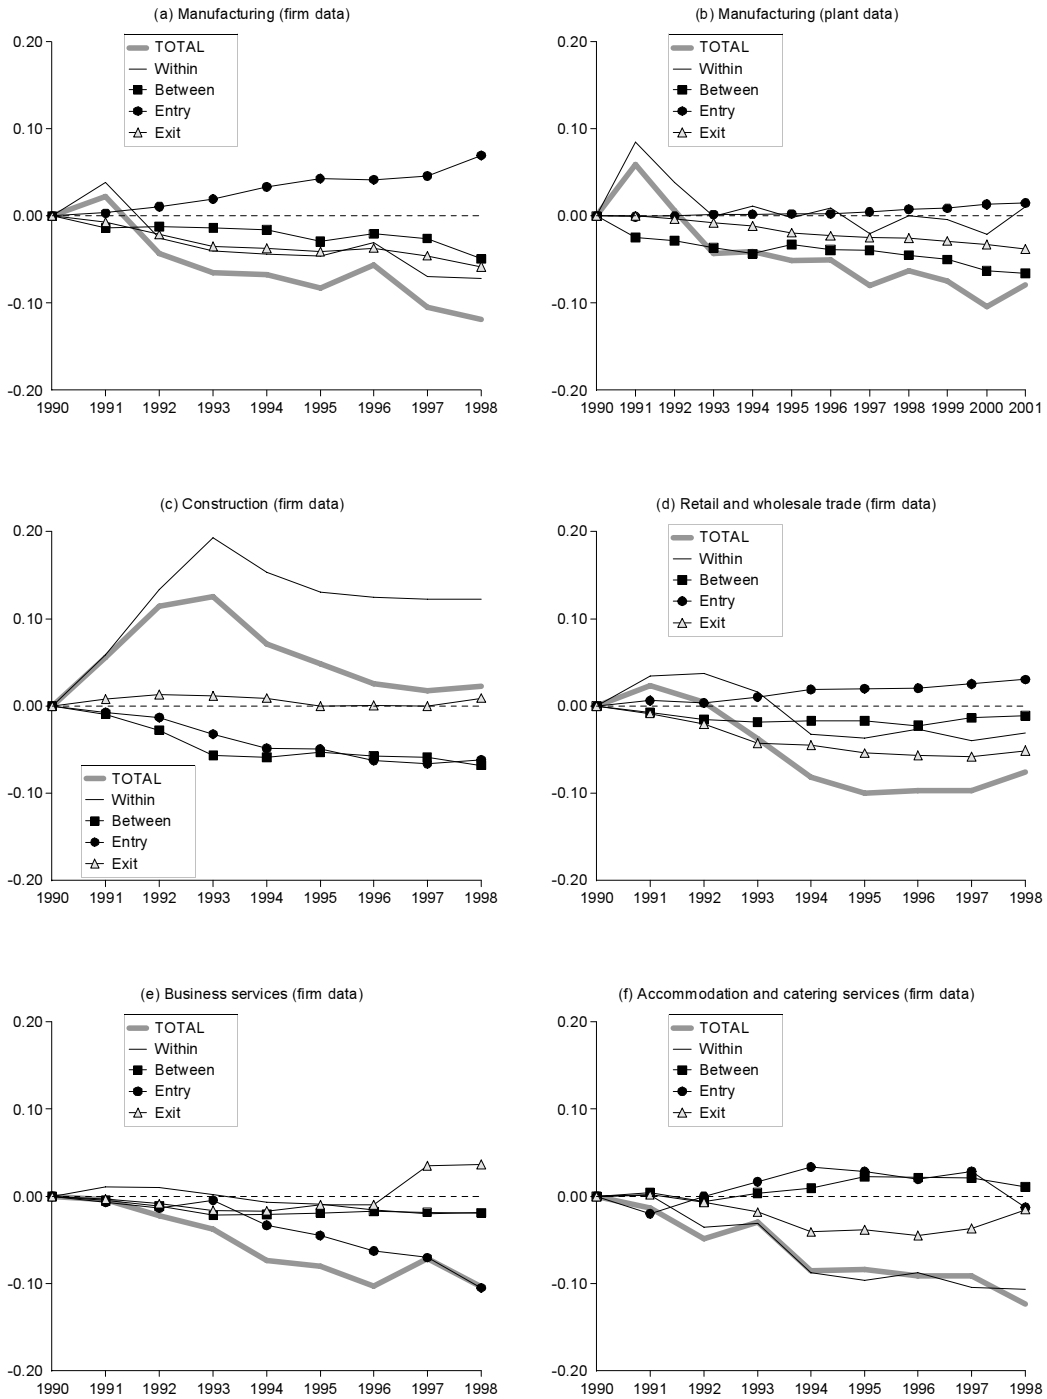 (a) Manufacturing (firm data)
0.20
0.10
0.00
-0.10
-0.20
TOTAL
Within
Between
Entry
Exit
1990 1991 1992 1993 1994 1995 1996 1997 1998
(b) Manufacturing (plant data)
0.20
0.10
0.00
-0.10
-0.20
TOTAL
Within
Between
Entry
Exit
1990 1991 1992 1993 1994 1995 1996 1997 1998 1999 2000 2001
(c) Construction (firm data)
0.20
0.10
0.00
-0.10
-0.20
TOTAL
Within
Between
Entry
Exit
1990 1991 1992 1993 1994 1995 1996 1997 1998
(d) Retail and wholesale trade (firm data)
0.20
0.10
0.00
-0.10
-0.20
TOTAL
Within
Between
Entry
Exit
1990 1991 1992 1993 1994 1995 1996 1997 1998
(e) Business services (firm data)
0.20
0.10
0.00
-0.10
-0.20
TOTAL
Within
Between
Entry
Exit
1990 1991 1992 1993 1994 1995 1996 1997 1998
(f) Accommodation and catering services (firm data)
0.20
0.10
0.00
-0.10
-0.20
TOTAL
Within
Between
Entry
Exit
1990 1991 1992 1993 1994 1995 1996 1997 1998